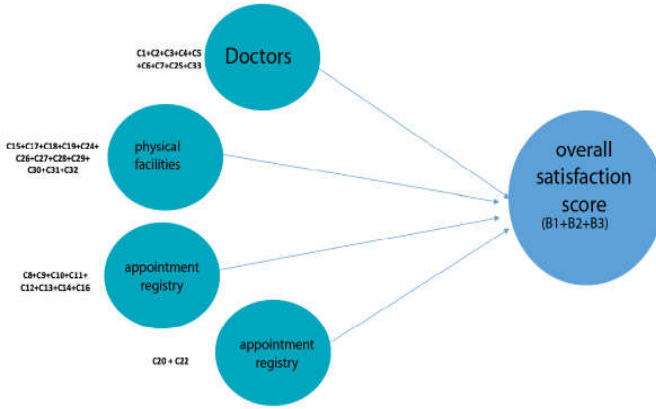 C1+C2+C3+C4+C5
+C6+C7+C25+C33
Doctors
C15+C17+C18+C19+C24+
C26+C27+C28+C29+
C30+C31+C32
physical
facilities
overall
satisfaction
score
(B1+B2+B3)
C8+C9+C10+C11+
C12+C13+C14+C16
appointment
registry
C20 + C22
appointment
registry